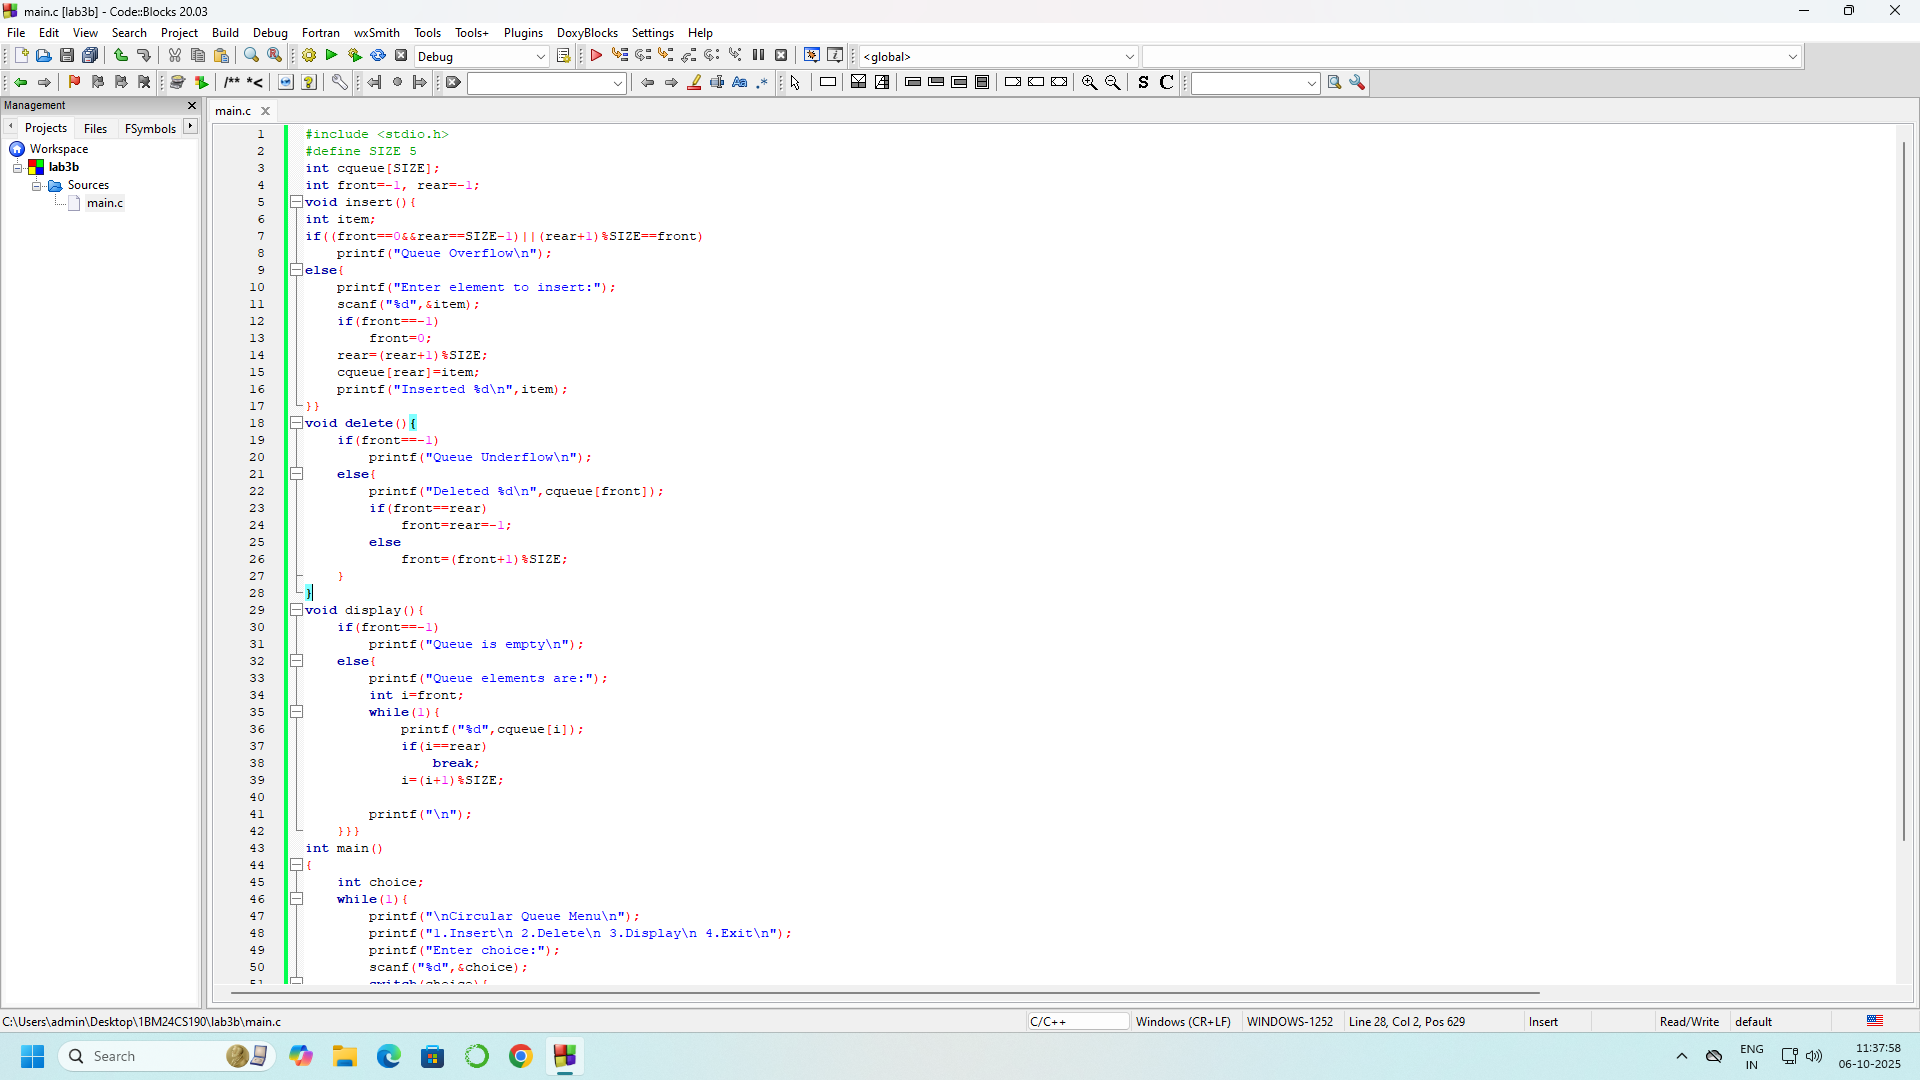 main.c [lab3b] - Code::Blocks 20.03
File Edit View Search Project Build Debug Fortran wxSmith Tools Tools+ Plugins DoxyBlocks Settings Help
Debug <global>
/** *< Aa .* S C
Management
Projects Files FSymbols main.c
Workspace
lab3b
Sources
main.c
1 #include <stdio.h>
2 #define SIZE 5
3 int cqueue[SIZE];
4 int front=-1, rear=-1;
5 void insert(){
6 int item;
7 if((front==0&&rear==SIZE-1)||(rear+1)%SIZE==front)
8 printf("Queue Overflow\n");
9 else{
10 printf("Enter element to insert:");
11 scanf("%d",&item);
12 if(front==-1)
13 front=0;
14 rear=(rear+1)%SIZE;
15 cqueue[rear]=item;
16 printf("Inserted %d\n",item);
17 }}
18 void delete(){
19 if(front==-1)
20 printf("Queue Underflow\n");
21 else{
22 printf("Deleted %d\n",cqueue[front]);
23 if(front==rear)
24 front=rear=-1;
25 else
26 front=(front+1)%SIZE;
27 }
28 }
29 void display(){
30 if(front==-1)
31 printf("Queue is empty\n");
32 else{
33 printf("Queue elements are:");
34 int i=front;
35 while(1){
36 printf("%d",cqueue[i]);
37 if(i==rear)
38 break;
39 i=(i+1)%SIZE;
40
41 printf("\n");
42 }}}
43 int main()
44 {
45 int choice;
46 while(1){
47 printf("\nCircular Queue Menu\n");
48 printf("1.Insert\n 2.Delete\n 3.Display\n 4.Exit\n");
49 printf("Enter choice:");
50 scanf("%d",&choice);
51 switch(choice){
C:\Users\admin\Desktop\1BM24CS190\lab3b\main.c C/C++ Windows (CR+LF) WINDOWS-1252 Line 28, Col 2, Pos 629 Insert Read/Write default
Search ENG IN 11:37:58
06-10-2025